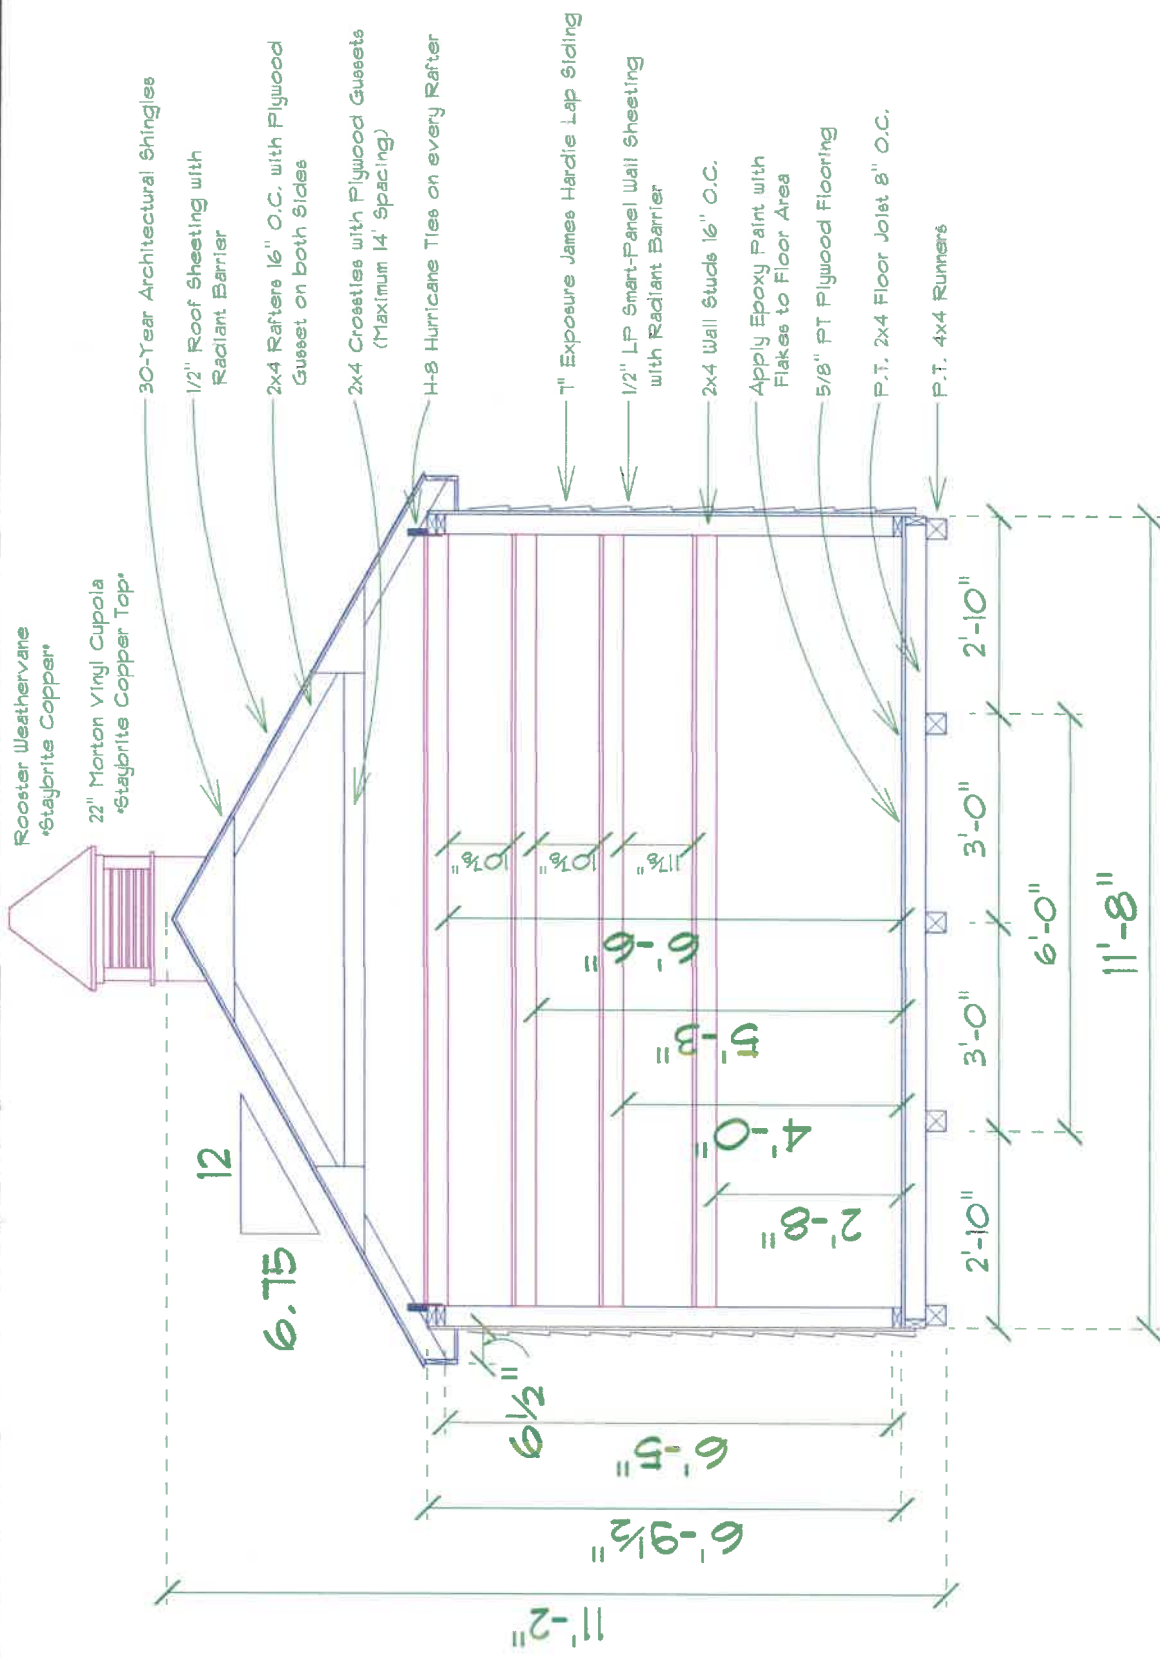 Rooster Weathervane
*Staybrite Copper*
22" Morton Vinyl Cupola
*Staybrite Copper Top*
30-Year Architectural Shingles
1/2" Roof Sheeting with
Radiant Barrier
2x4 Rafters 16" O.C. with Plywood
Gusset on both Sides
2x4 Crossties with Plywood Gussets
(Maximum 14' Spacing)
H-8 Hurricane Ties on every Rafter
7" Exposure James Hardie Lap Siding
1/2" LP Smart-Panel Wall Sheeting
with Radiant Barrier
2x4 Wall Studs 16" O.C.
Apply Epoxy Paint with
Flakes to Floor Area
5/8" PT Plywood Flooring
P.T. 2x4 Floor Joist 8" O.C.
P.T. 4x4 Runners
12
6.75
10⅞"
10⅞"
11⅞"
6'-6"
5'-3"
4'-0"
2'-8"
6½"
6'-5"
6'-9½"
11'-2"
2'-10"
3'-0"
3'-0"
2'-10"
6'-0"
11'-8"